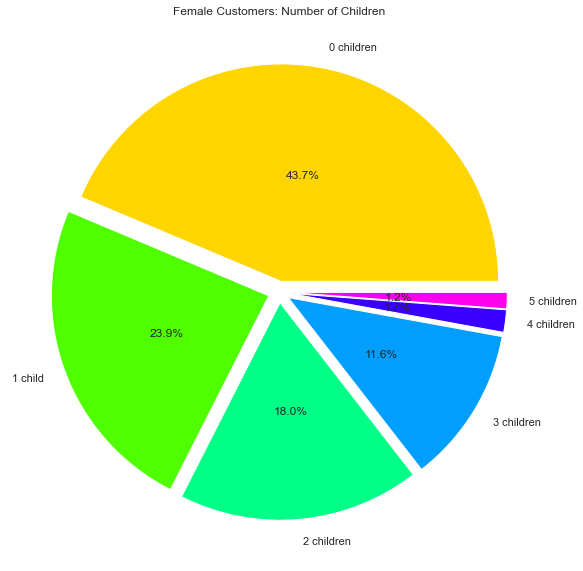 Female Customers: Number of Children
0 children
43.7%
1 child
23.9%
18.0%
2 children
11.6%
3 children
4 children
1.2%
5 children